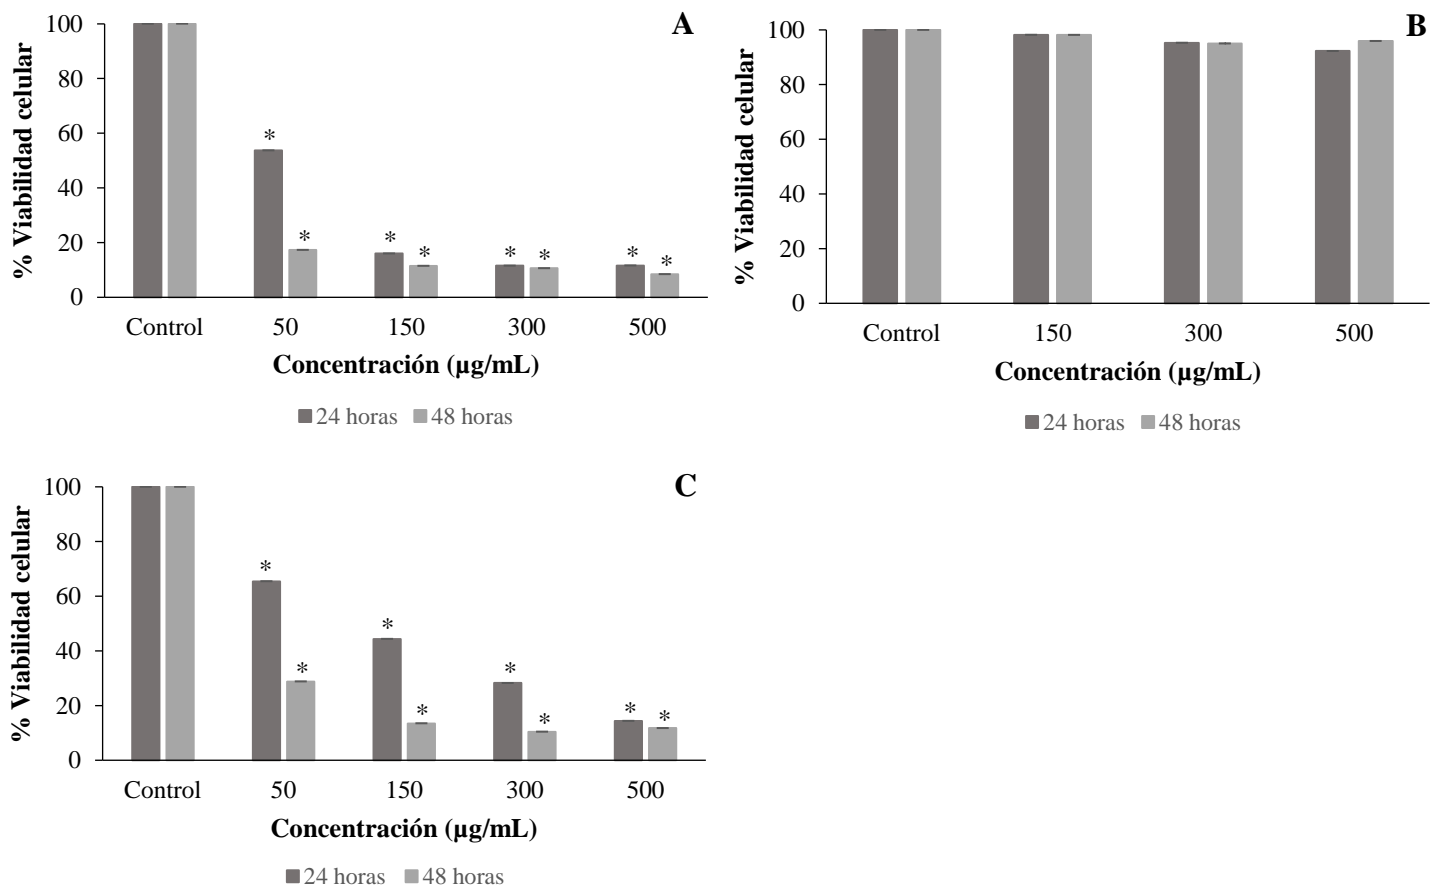 A
% Viabilidad celular
100
80
60
40
20
0
* * * * * * * *
Control 50 150 300 500
Concentración (µg/mL)
24 horas 48 horas
B
% Viabilidad celular
100
80
60
40
20
0
Control 150 300 500
Concentración (µg/mL)
24 horas 48 horas
C
% Viabilidad celular
100
80
60
40
20
0
* * * * * * * *
Control 50 150 300 500
Concentración (µg/mL)
24 horas 48 horas